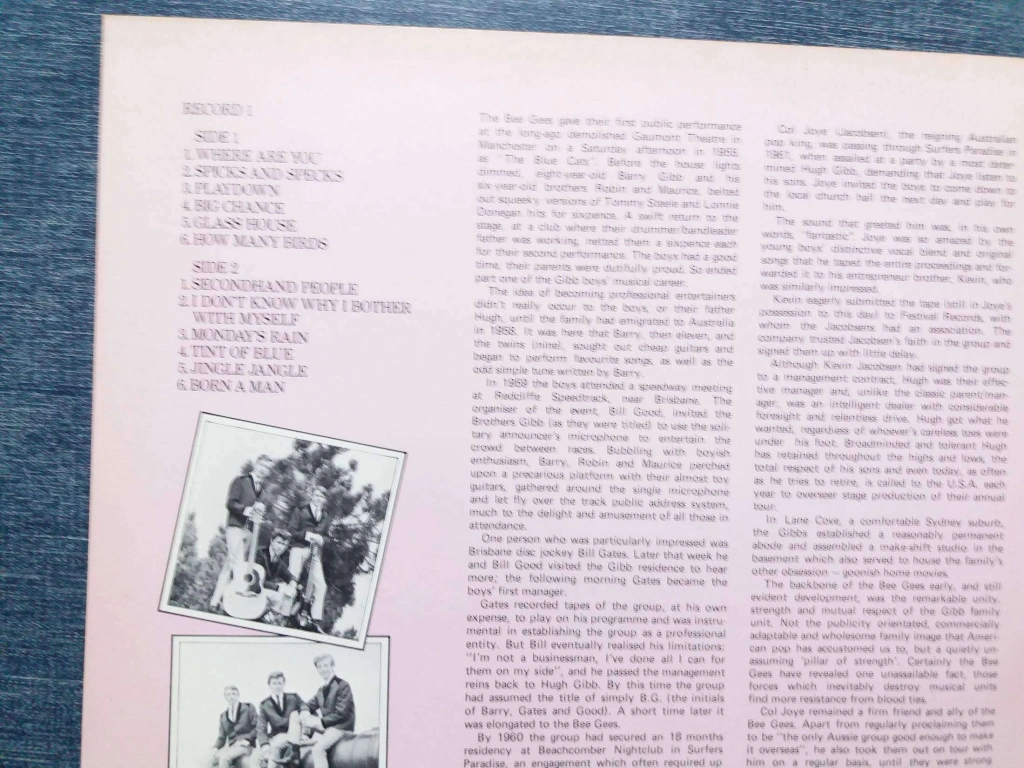 RECORD 1
SIDE 1
1. WHERE ARE YOU
2. SPICKS AND SPECKS
3. PLAYDOWN
4. BIG CHANCE
5. GLASS HOUSE
6. HOW MANY BIRDS
SIDE 2
1. SECONDHAND PEOPLE
2. I DON'T KNOW WHY I BOTHER
WITH MYSELF
3. MONDAY'S RAIN
4. TINT OF BLUE
5. JINGLE JANGLE
6. BORN A MAN
The Bee Gees gave their first public performance
at the long-ago demolished Gaumont Theatre in
Manchester on a Saturday afternoon in
as "The Blue Cats". Before the house lights
dimmed, eight-year-old Barry Gibb and his
six-year-old brothers Robin and Maurice, belted
out squeeky versions of Tommy Steele and Lonnie
Donegan hits for sixpence. A swift return to the
stage, at a club where their drummer/bandleader
father was working, netted them a sixpence each
for their second performance. The boys had a good
time, their parents were dutifully proud. So ended
part one of the Gibb boys' musical career.
The idea of becoming professional entertainers
didn't really occur to the boys, or their father
Hugh, until the family had emigrated to Australia
in 1958. It was here that Barry, then eleven, and
the twins (nine), sought out cheap guitars and
began to perform favourite songs, as well as the
odd simple tune written by Barry.
In 1959 the boys attended a speedway meeting
at Redcliffe Speedtrack, near Brisbane. The
organiser of the event, Bill Good, invited the
Brothers Gibb (as they were titled) to use the soli-
tary announcer's microphone to entertain the
crowd between races. Bubbling with boyish
enthusiasm, Barry, Robin and Maurice perched
upon a precarious platform with their almost toy
guitars, gathered around the single microphone
and let fly over the track public address system,
much to the delight and amusement of all those in
attendance.
One person who was particularly impressed was
Brisbane disc jockey Bill Gates. Later that week he
and Bill Good visited the Gibb residence to hear
more; the following morning Gates became the
boys' first manager.
Gates recorded tapes of the group, at his own
expense, to play on his programme and was instru-
mental in establishing the group as a professional
entity. But Bill eventually realised his limitations:
"I'm not a businessman, I've done all I can for
them on my side", and he passed the management
reins back to Hugh Gibb. By this time the group
had assumed the title of simply B.G. (the initials
of Barry, Gates and Good). A short time later it
was elongated to the Bee Gees.
By 1960 the group had secured an 18 months
residency at Beachcomber Nightclub in Surfers
Paradise, an engagement which often required up
Col Joye (Jacobsen), the reigning Australian
pop king, was passing through Surfers Paradise in
1961, when assailed at a party by a most deter-
mined Hugh Gibb, demanding that Joye listen to
his sons. Joye invited the boys to come down to
the local church hall the next day and play for
him.
The sound that greeted him was, in his own
words, "fantastic". Joye was so amazed by the
young boys' distinctive vocal blend and original
songs that he taped the entire proceedings and for-
warded it to his entrepreneur brother, Kevin, who
was similarly impressed.
Kevin eagerly submitted the tape (still in Joye's
possession to this day) to Festival Records, with
whom the Jacobsens had an association. The
company trusted Jacobsen's faith in the group and
signed them up with little delay.
Although Kevin Jacobsen had signed the group
to a management contract, Hugh was their effec-
tive manager and, unlike the classic parent/man-
ager, was an intelligent dealer with considerable
foresight and relentless drive. Hugh got what he
wanted, regardless of whoever's careless toes were
under his foot. Broadminded and tolerant Hugh
has retained throughout the highs and lows, the
total respect of his sons and even today, as often
as he tries to retire, is called to the U.S.A. each
year to overseer stage production of their annual
tour.
In Lane Cove, a comfortable Sydney suburb,
the Gibbs established a reasonably permanent
abode and assembled a make-shift studio in the
basement which also served to house the family's
other obsession – goonish home movies.
The backbone of the Bee Gees early, and still
evident development, was the remarkable unity,
strength and mutual respect of the Gibb family
unit. Not the publicity orientated, commercially
adaptable and wholesome family image that Ameri-
can pop has accustomed us to, but a quietly un-
assuming 'pillar of strength'. Certainly the Bee
Gees have revealed one unassailable fact, those
forces which inevitably destroy musical units
find more resistance from blood ties.
Col Joye remained a firm friend and ally of the
Bee Gees. Apart from regularly proclaiming them
to be "the only Aussie group good enough to make
it overseas", he also took them out on tour with
him on a regular basis, until they were strong